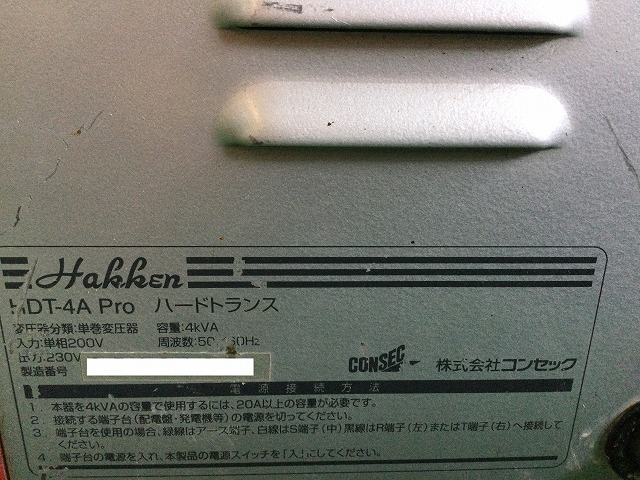 Hakken
HDT-4A Pro ハードトランス
変圧器分類:単巻変圧器 容量:4kVA
入力:単相200V 周波数:50/60Hz
出力:230V
製造番号
CONSEC 株式会社コンセック
電源接続方法
1. 本器を4kVAの容量で使用するには、20A以上の容量が必要です。
2. 接続する端子台(配電盤・発電機等)の電源を切ってください。
3. 端子台を使用の場合、緑線はアース端子、白線はS端子(中)黒線はR端子(左)またはT端子(右)へ接続して
ください。
4. 端子台の電源を入れ、本製品の電源スイッチを「入」にしてください。